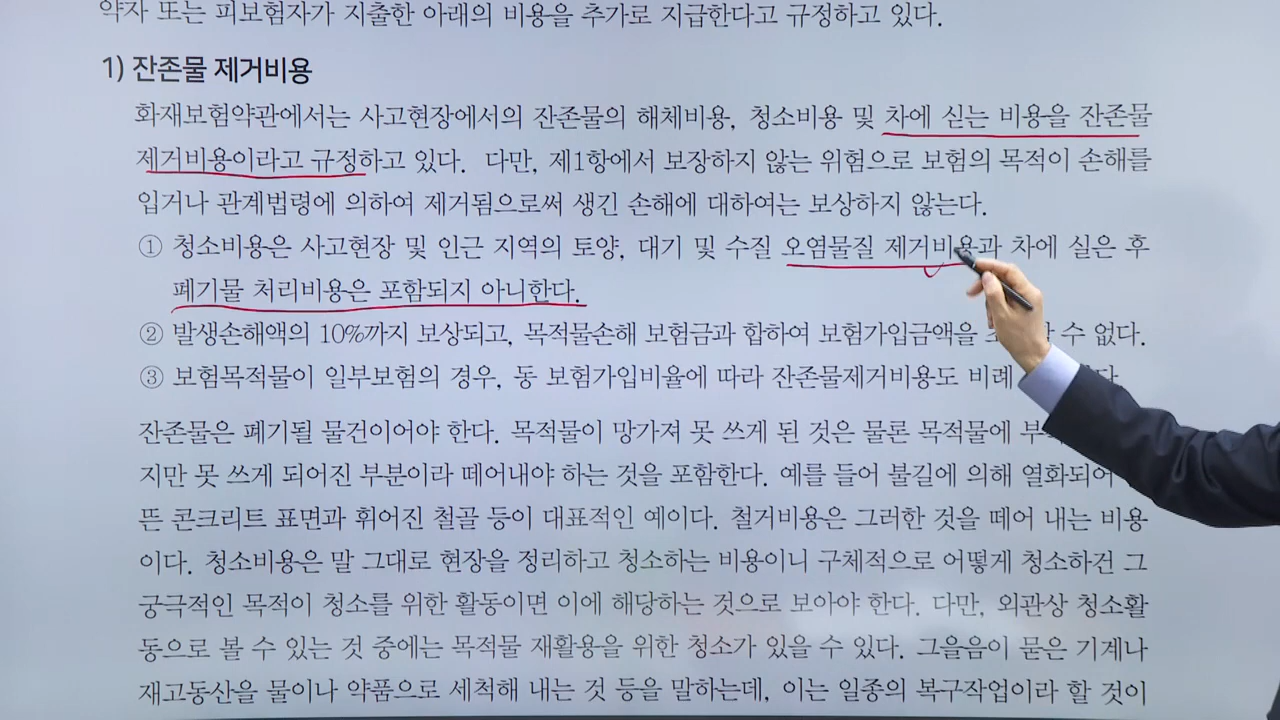 약자 또는 피보험자가 지출한 아래의 비용을 추가로 지급한다고 규정하고 있다.
1) 잔존물 제거비용
화재보험약관에서는 사고현장에서의 잔존물의 해체비용, 청소비용 및 차에 싣는 비용을 잔존물
제거비용이라고 규정하고 있다. 다만, 제1항에서 보장하지 않는 위험으로 보험의 목적이 손해를
입거나 관계법령에 의하여 제거됨으로써 생긴 손해에 대하여는 보상하지 않는다.
① 청소비용은 사고현장 및 인근 지역의 토양, 대기 및 수질 오염물질 제거비용과 차에 실은 후
폐기물 처리비용은 포함되지 아니한다.
② 발생손해액의 10%까지 보상되고, 목적물손해 보험금과 합하여 보험가입금액을 수 없다.
③ 보험목적물이 일부보험의 경우, 동 보험가입비율에 따라 잔존물제거비용도 비례
잔존물은 폐기될 물건이어야 한다. 목적물이 망가져 못 쓰게 된 것은 물론 목적물에
지만 못 쓰게 되어진 부분이라 떼어내야 하는 것을 포함한다. 예를 들어 불길에 의해 열화되어
뜬 콘크리트 표면과 휘어진 철골 등이 대표적인 예이다. 철거비용은 그러한 것을 떼어 내는 비용
이다. 청소비용은 말 그대로 현장을 정리하고 청소하는 비용이니 구체적으로 어떻게 청소하건 그
궁극적인 목적이 청소를 위한 활동이면 이에 해당하는 것으로 보아야 한다. 다만, 외관상 청소활
동으로 볼 수 있는 것 중에는 목적물 재활용을 위한 청소가 있을 수 있다. 그을음이 묻은 기계나
재고동산을 물이나 약품으로 세척해 내는 것 등을 말하는데, 이는 일종의 복구작업이라 할 것이